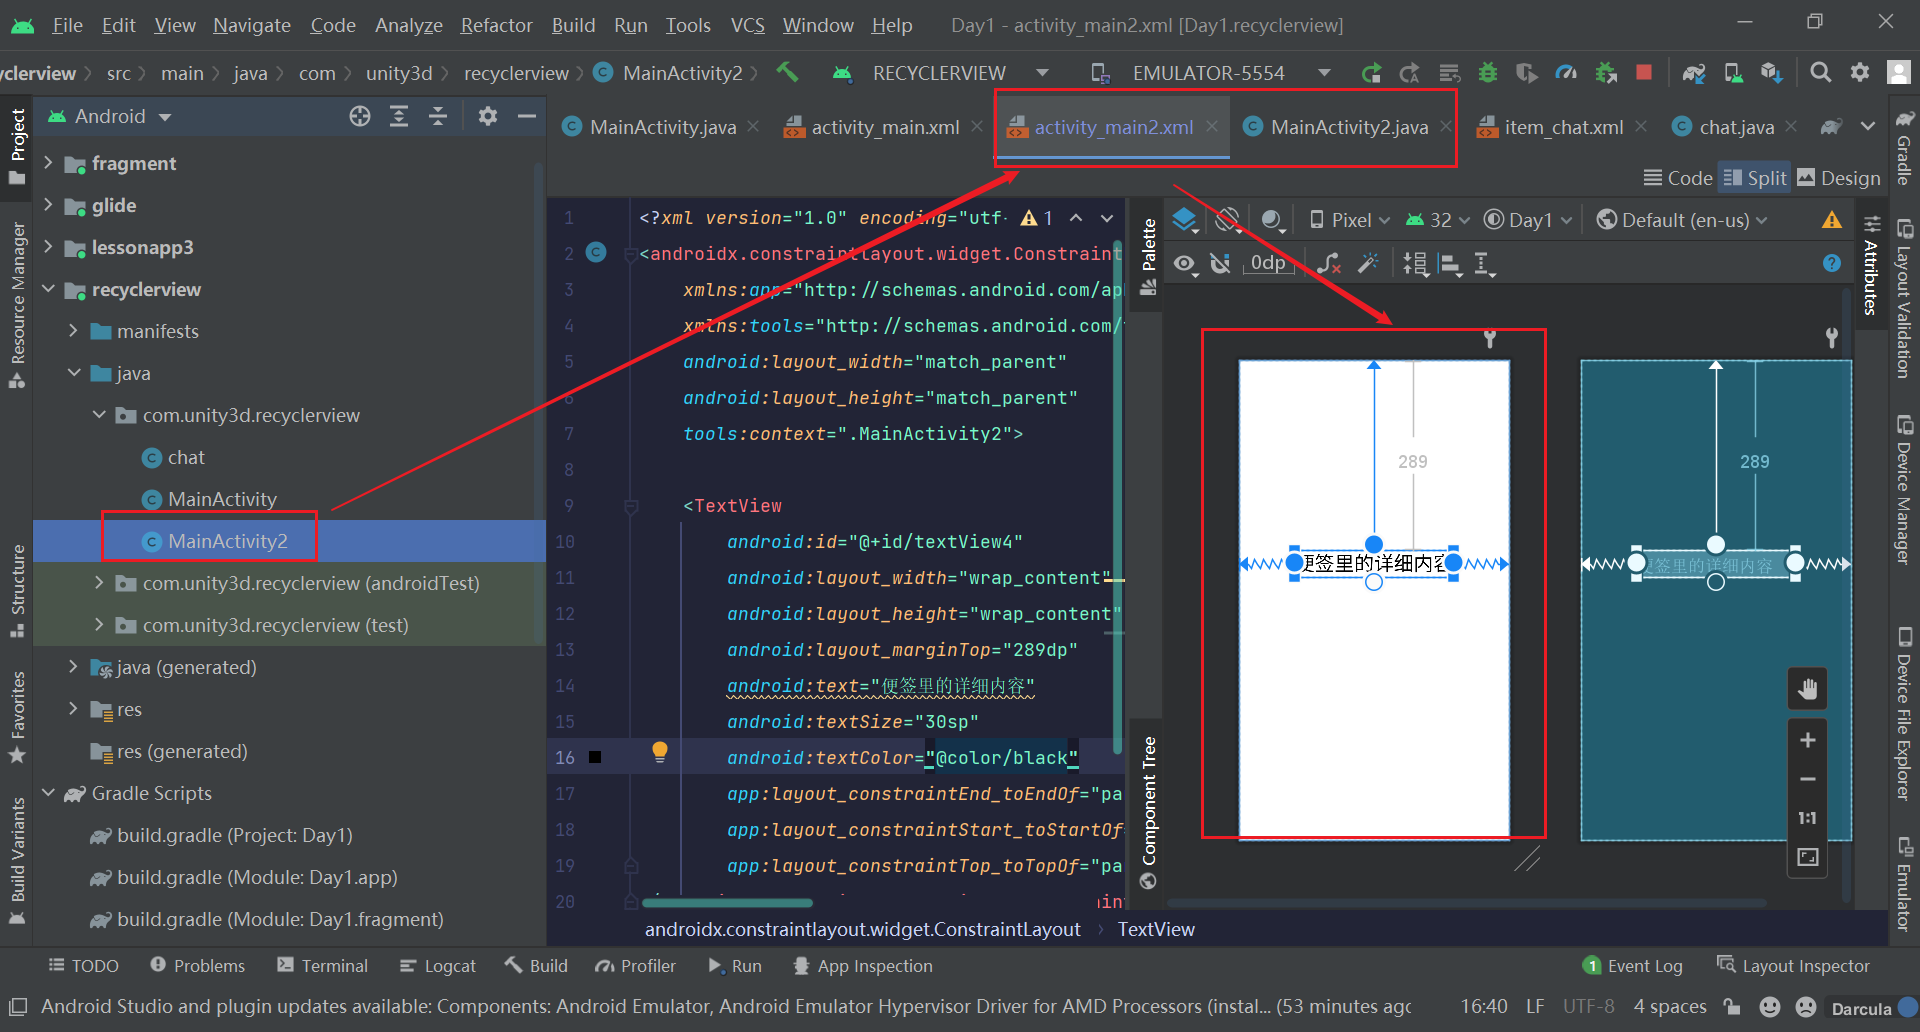 File Edit View Navigate Code Analyze Refactor Build Run Tools VCS Window Help Day1 - activity_main2.xml [Day1.recyclerview]
yclerview src main java com unity3d recyclerview MainActivity2 RECYCLERVIEW EMULATOR-5554
Android
MainActivity.java activity_main.xml activity_main2.xml MainActivity2.java item_chat.xml chat.java
Code Split Design
Project
Resource Manager
Structure
Favorites
Build Variants
fragment
glide
lessonapp3
recyclerview
manifests
java
com.unity3d.recyclerview
chat
MainActivity
MainActivity2
com.unity3d.recyclerview (androidTest)
com.unity3d.recyclerview (test)
java (generated)
res
res (generated)
Gradle Scripts
build.gradle (Project: Day1)
build.gradle (Module: Day1.app)
build.gradle (Module: Day1.fragment)
1 <?xml version="1.0" encoding="utf- 1
2 <androidx.constraintlayout.widget.Constraint
3 xmlns:app="http://schemas.android.com/ap
4 xmlns:tools="http://schemas.android.com/
5 android:layout_width="match_parent"
6 android:layout_height="match_parent"
7 tools:context=".MainActivity2">
8
9 <TextView
10 android:id="@+id/textView4"
11 android:layout_width="wrap_content"
12 android:layout_height="wrap_content"
13 android:layout_marginTop="289dp"
14 android:text="便签里的详细内容"
15 android:textSize="30sp"
16 android:textColor="@color/black"
17 app:layout_constraintEnd_toEndOf="pa
18 app:layout_constraintStart_toStartOf=
19 app:layout_constraintTop_toTopOf="pa
20
androidx.constraintlayout.widget.ConstraintLayout TextView
Palette
Component Tree
Pixel 32 Day1 Default (en-us)
0dp
289
便签里的详细内容
289
便签里的详细内容
1:1
Attributes
Gradle
Layout Validation
Device Manager
Device File Explorer
Emulator
TODO Problems Terminal Logcat Build Profiler Run App Inspection 1 Event Log Layout Inspector
Android Studio and plugin updates available: Components: Android Emulator, Android Emulator Hypervisor Driver for AMD Processors (instal... (53 minutes agc 16:40 LF UTF-8 4 spaces Darcula